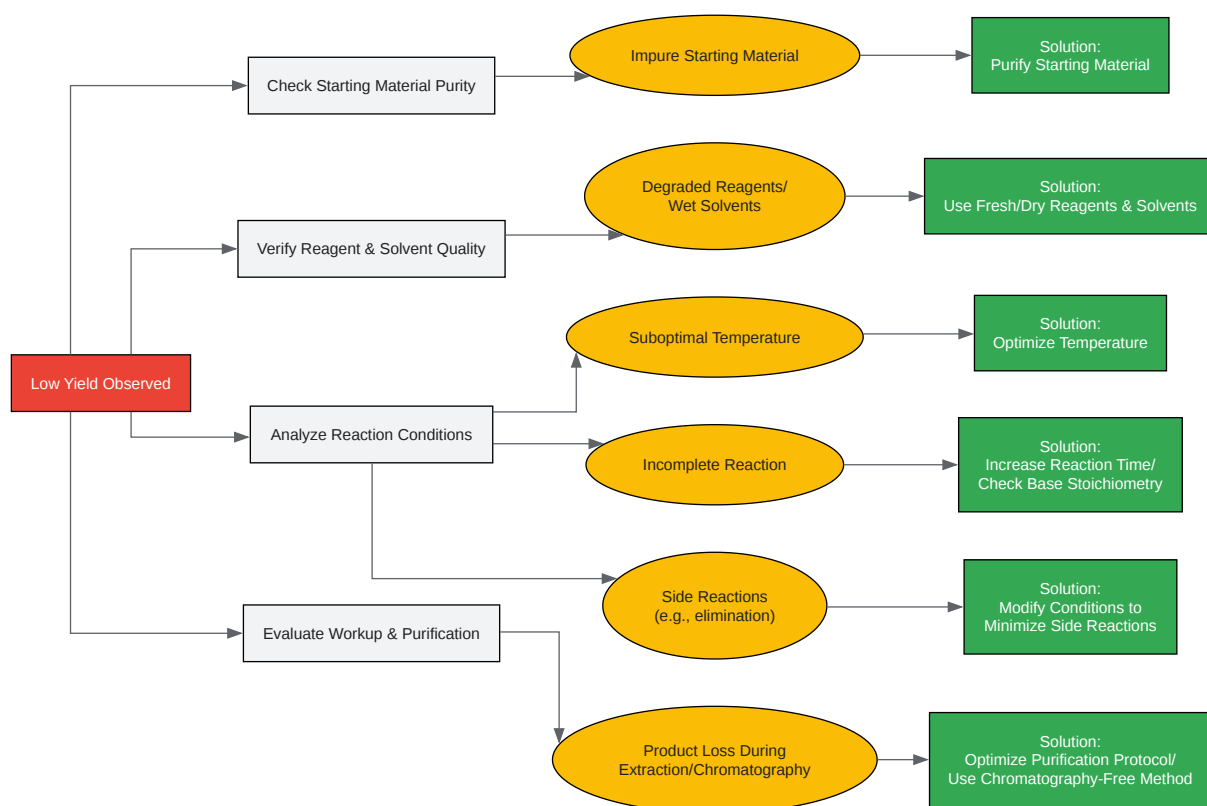 Low Yield Observed
Check Starting Material Purity
Verify Reagent & Solvent Quality
Analyze Reaction Conditions
Evaluate Workup & Purification
Impure Starting Material
Degraded Reagents/
Wet Solvents
Suboptimal Temperature
Incomplete Reaction
Side Reactions
(e.g., elimination)
Product Loss During
Extraction/Chromatography
Solution:
Purify Starting Material
Solution:
Use Fresh/Dry Reagents & Solvents
Solution:
Optimize Temperature
Solution:
Increase Reaction Time/
Check Base Stoichiometry
Solution:
Modify Conditions to
Minimize Side Reactions
Solution:
Optimize Purification Protocol/
Use Chromatography-Free Method